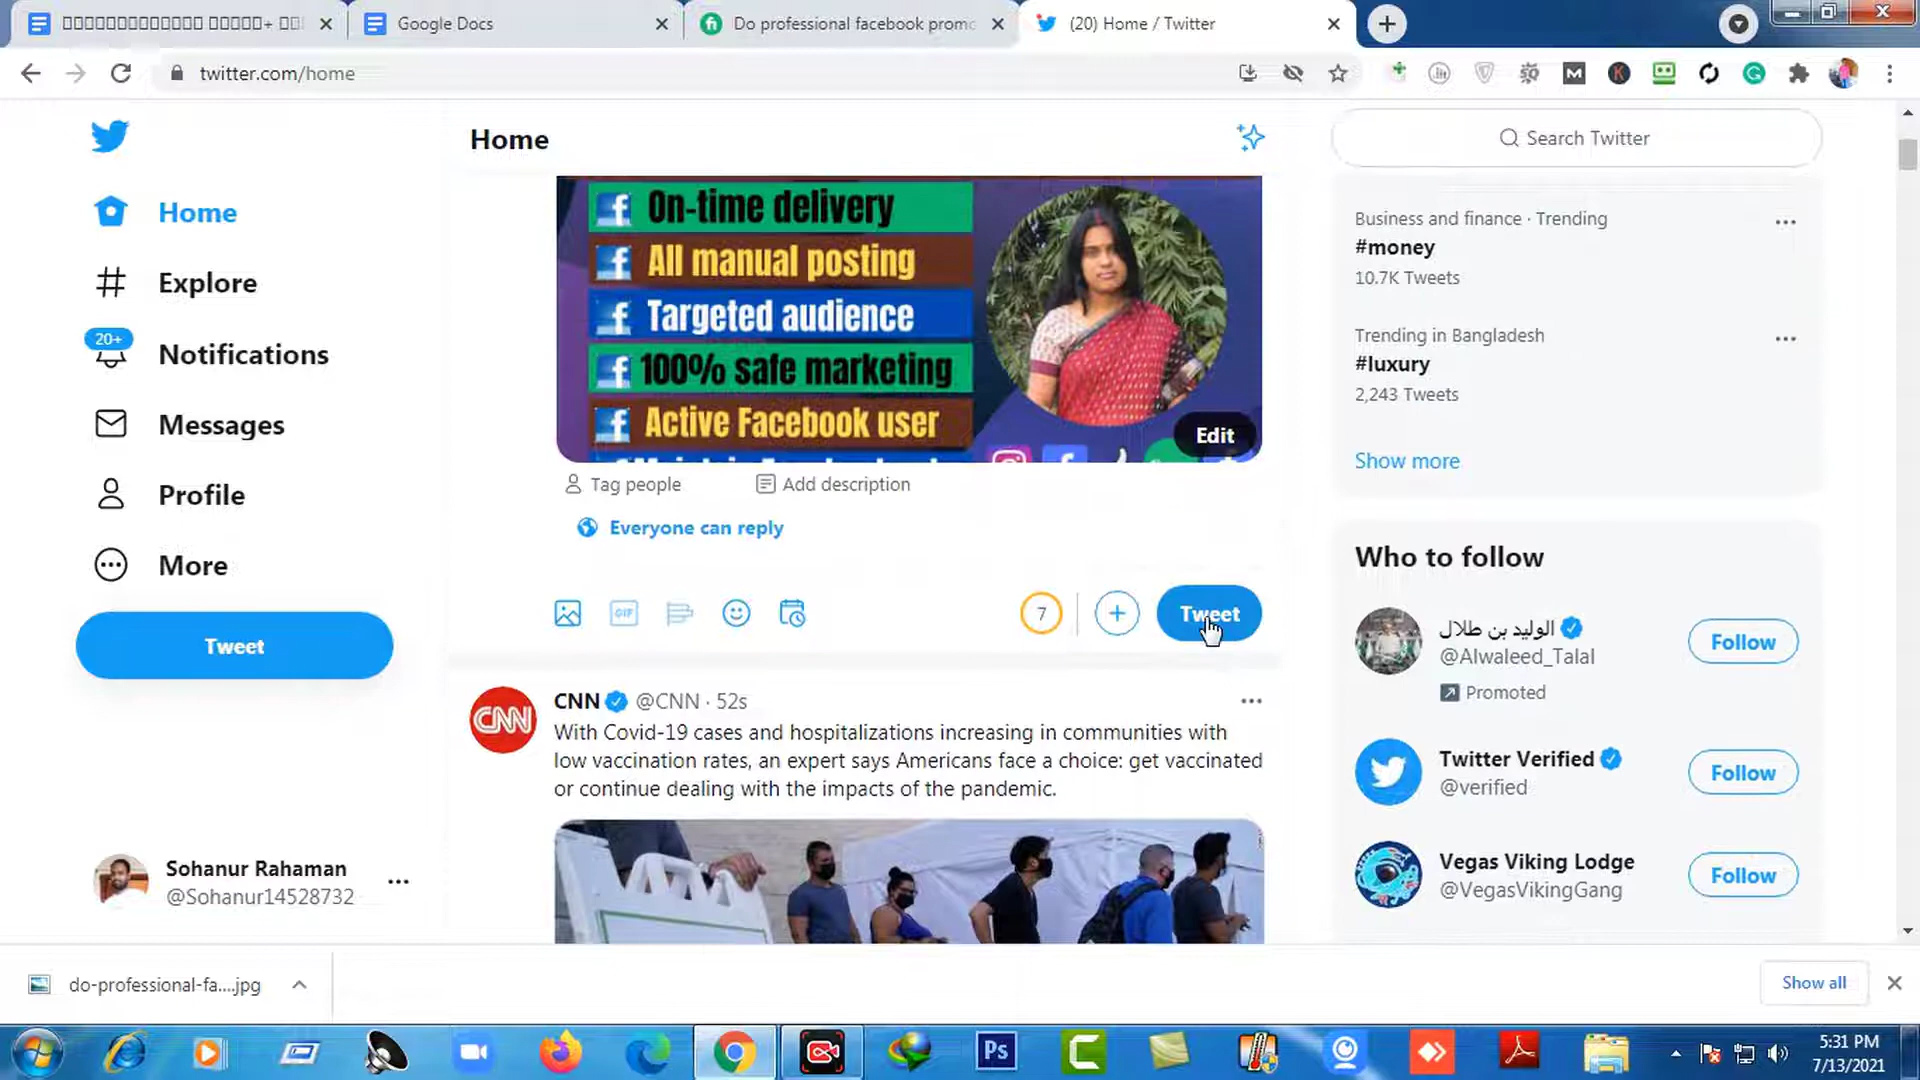 Google Docs
Do professional facebook promo
(20) Home / Twitter
twitter.com/home
Home
Search Twitter
Home
Explore
20+
Notifications
Messages
Profile
More
Tweet
Sohanur Rahaman
@Sohanur14528732
On-time delivery
All manual posting
Targeted audience
100% safe marketing
Active Facebook user
Edit
Tag people
Add description
Everyone can reply
GIF
7
Tweet
CNN @CNN · 52s
With Covid-19 cases and hospitalizations increasing in communities with
low vaccination rates, an expert says Americans face a choice: get vaccinated
or continue dealing with the impacts of the pandemic.
CNN
Business and finance · Trending
#money
10.7K Tweets
Trending in Bangladesh
#luxury
2,243 Tweets
Show more
Who to follow
الوليد بن طلال
@Alwaleed_Talal
Promoted
Follow
Twitter Verified
@verified
Follow
Vegas Viking Lodge
@VegasVikingGang
Follow
do-professional-fa....jpg
Show all
Ps
5:31 PM
7/13/2021